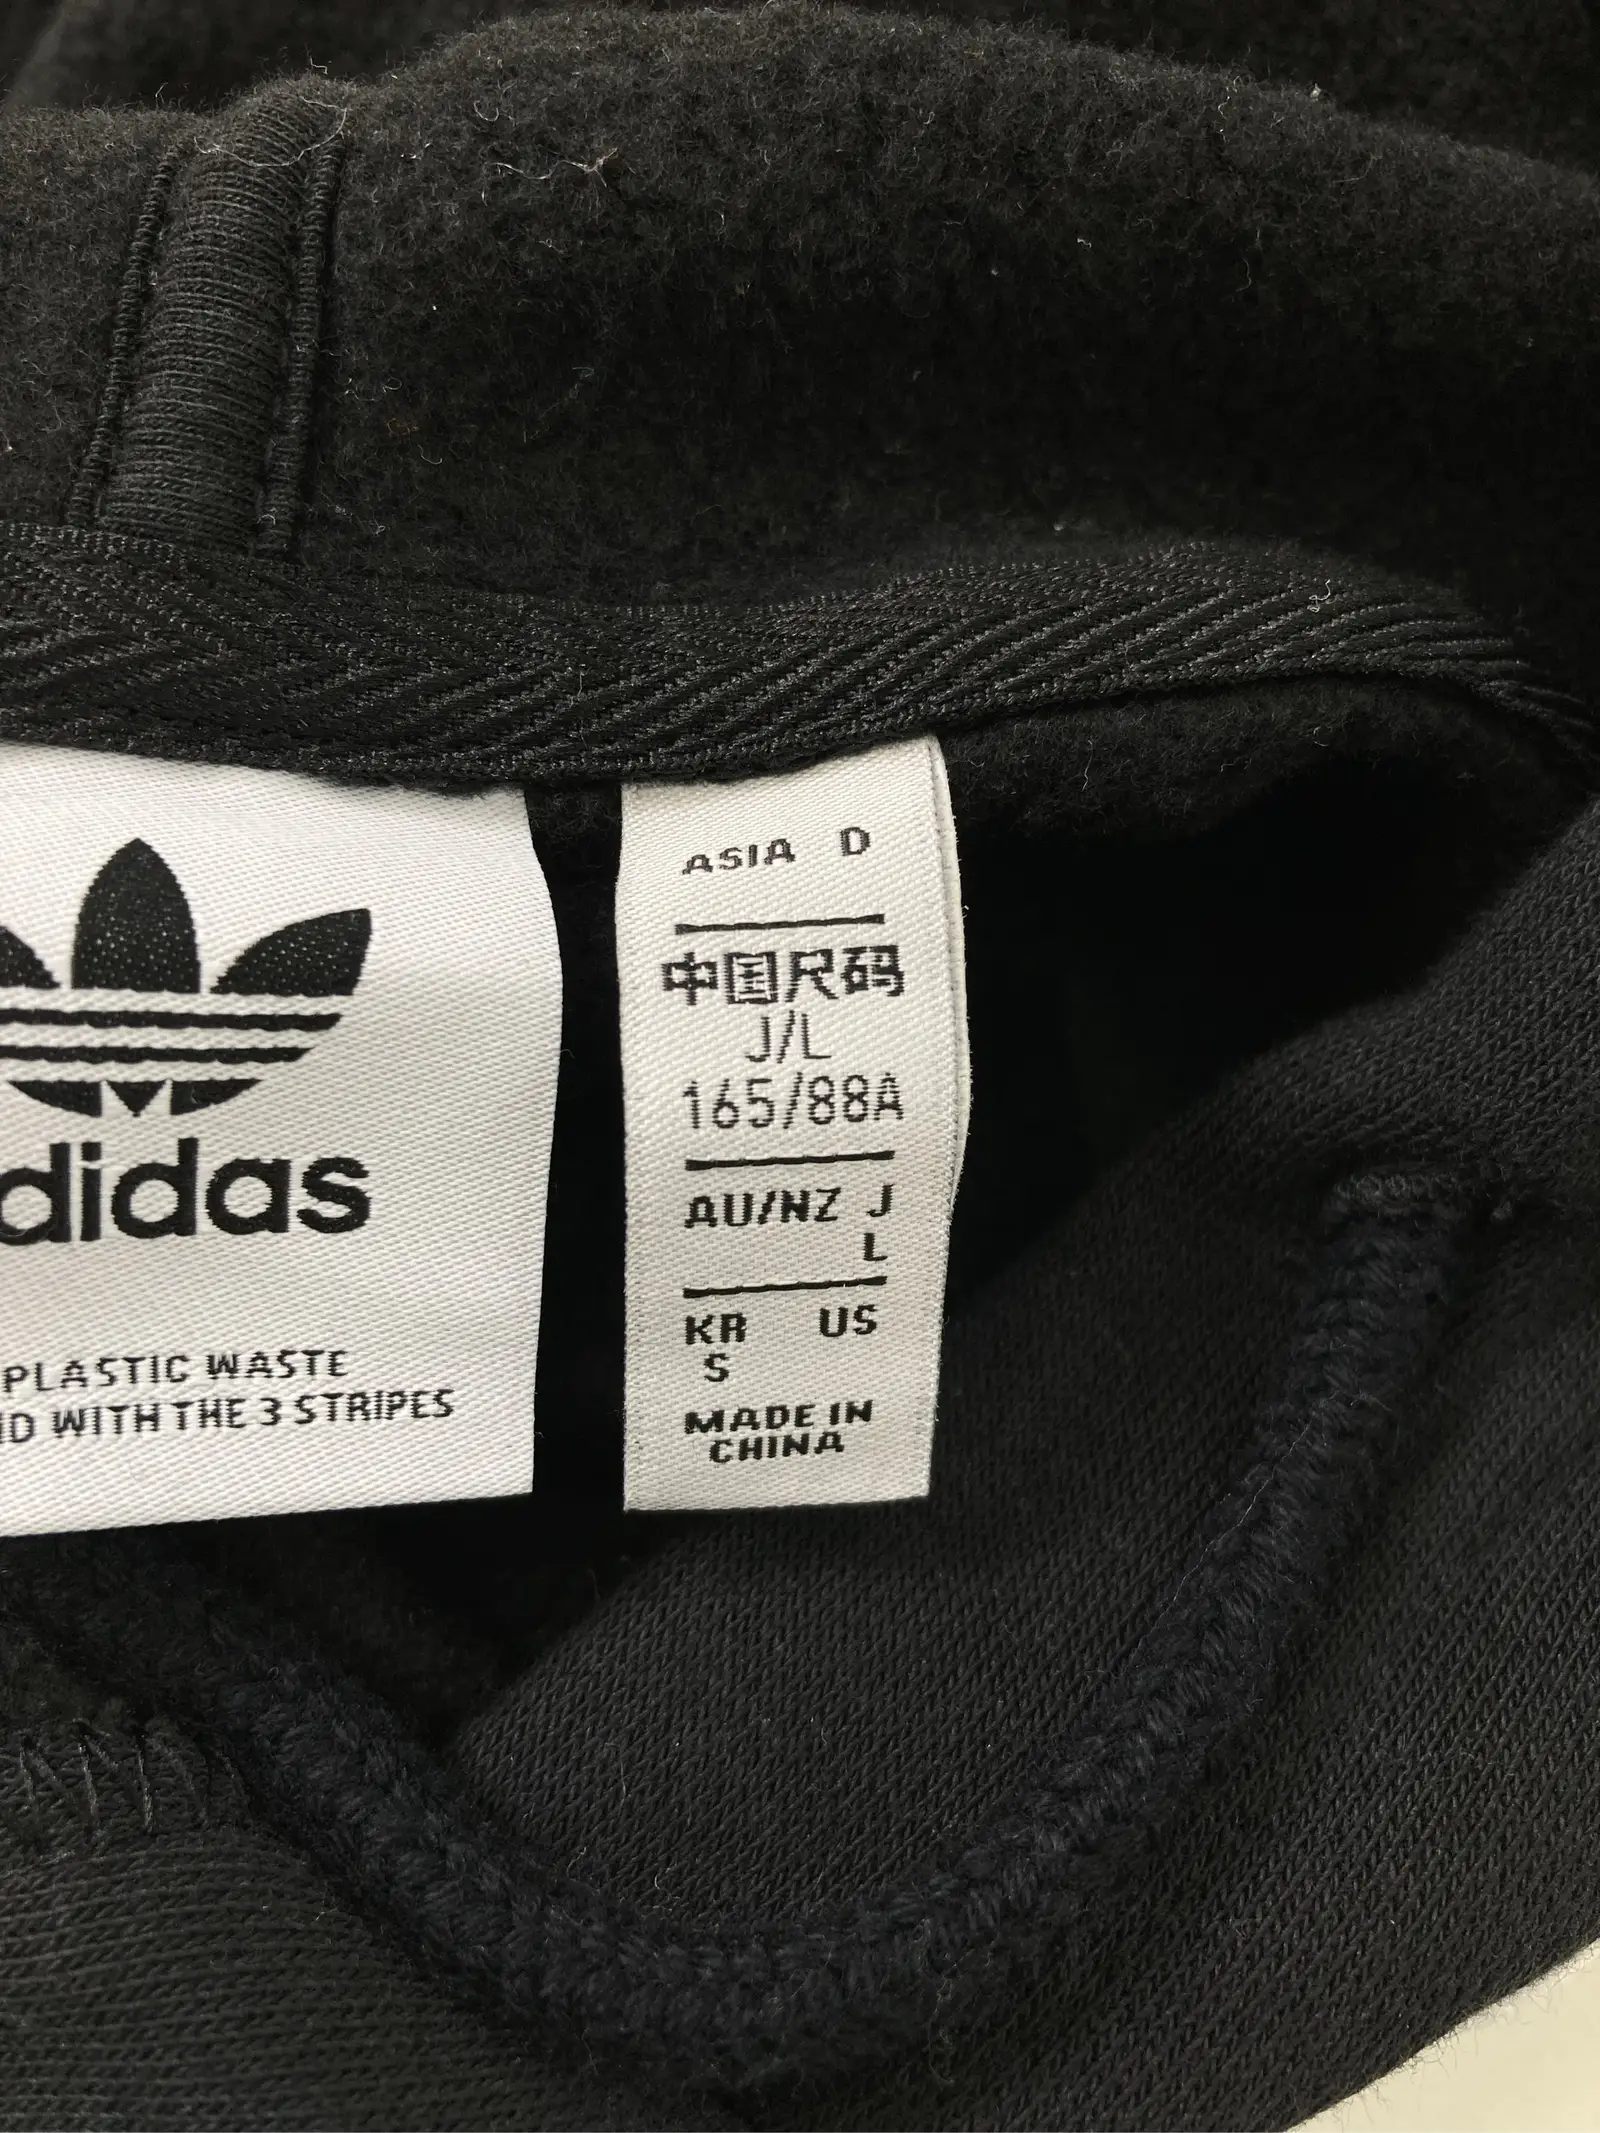 didas
PLASTIC WASTE
WITH THE 3 STRIPES
ASIA D
中国尺码
J/L
165/88A
AU/NZ J
L
KR US
S
MADE IN
CHINA